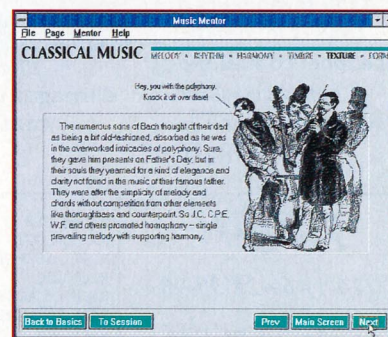 Music Mentor
File Page Mentor Help
CLASSICAL MUSIC MELODY • RHYTHM • HARMONY • TIMBRE • TEXTURE • FORM
Hey, you with the polyphony.
Knock it off over there!
The numerous sons of Bach thought of their dad
as being a bit old-fashioned, absorbed as he was
in the overworked intricacies of polyphony. Sure,
they gave him presents on Father's Day, but in
their souls they yearned for a kind of elegance and
clarity not found in the music of their famous father.
They were after the simplicity of melody and
chords without competition from other elements
like thoroughbass and counterpoint. So J.C., C.P.E.
W.F. and others promoted homophony – single
prevailing melody with supporting harmony.
Back to Basics To Session Prev Main Screen Next